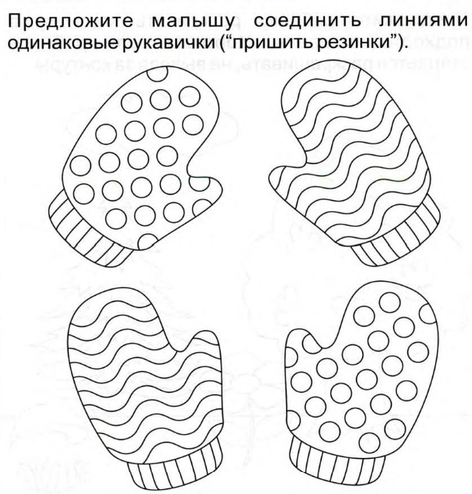 Предложите малышу соединить линиями
одинаковые рукавички (“пришить резинки”).